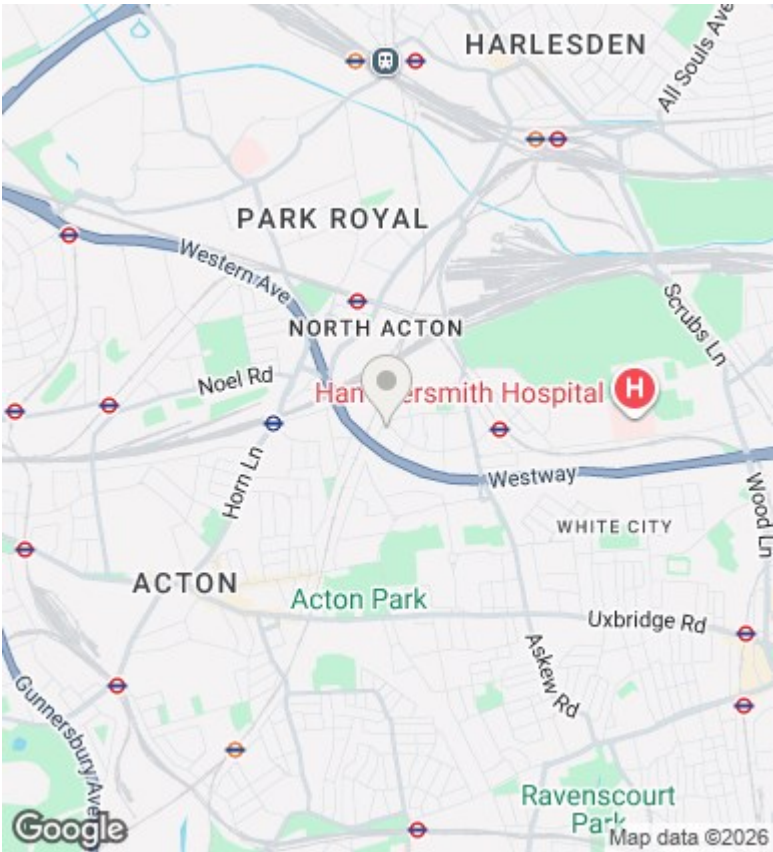 HARLESDEN
All Souls Ave
PARK ROYAL
Western Ave
Scrubs Ln
NORTH ACTON
Noel Rd
Hammersmith Hospital
H
Horn Ln
Westway
Wood Ln
WHITE CITY
ACTON
Acton Park
Uxbridge Rd
Askew Rd
Gunnersbury Ave
Ravenscourt
Park
Google
Map data ©2026